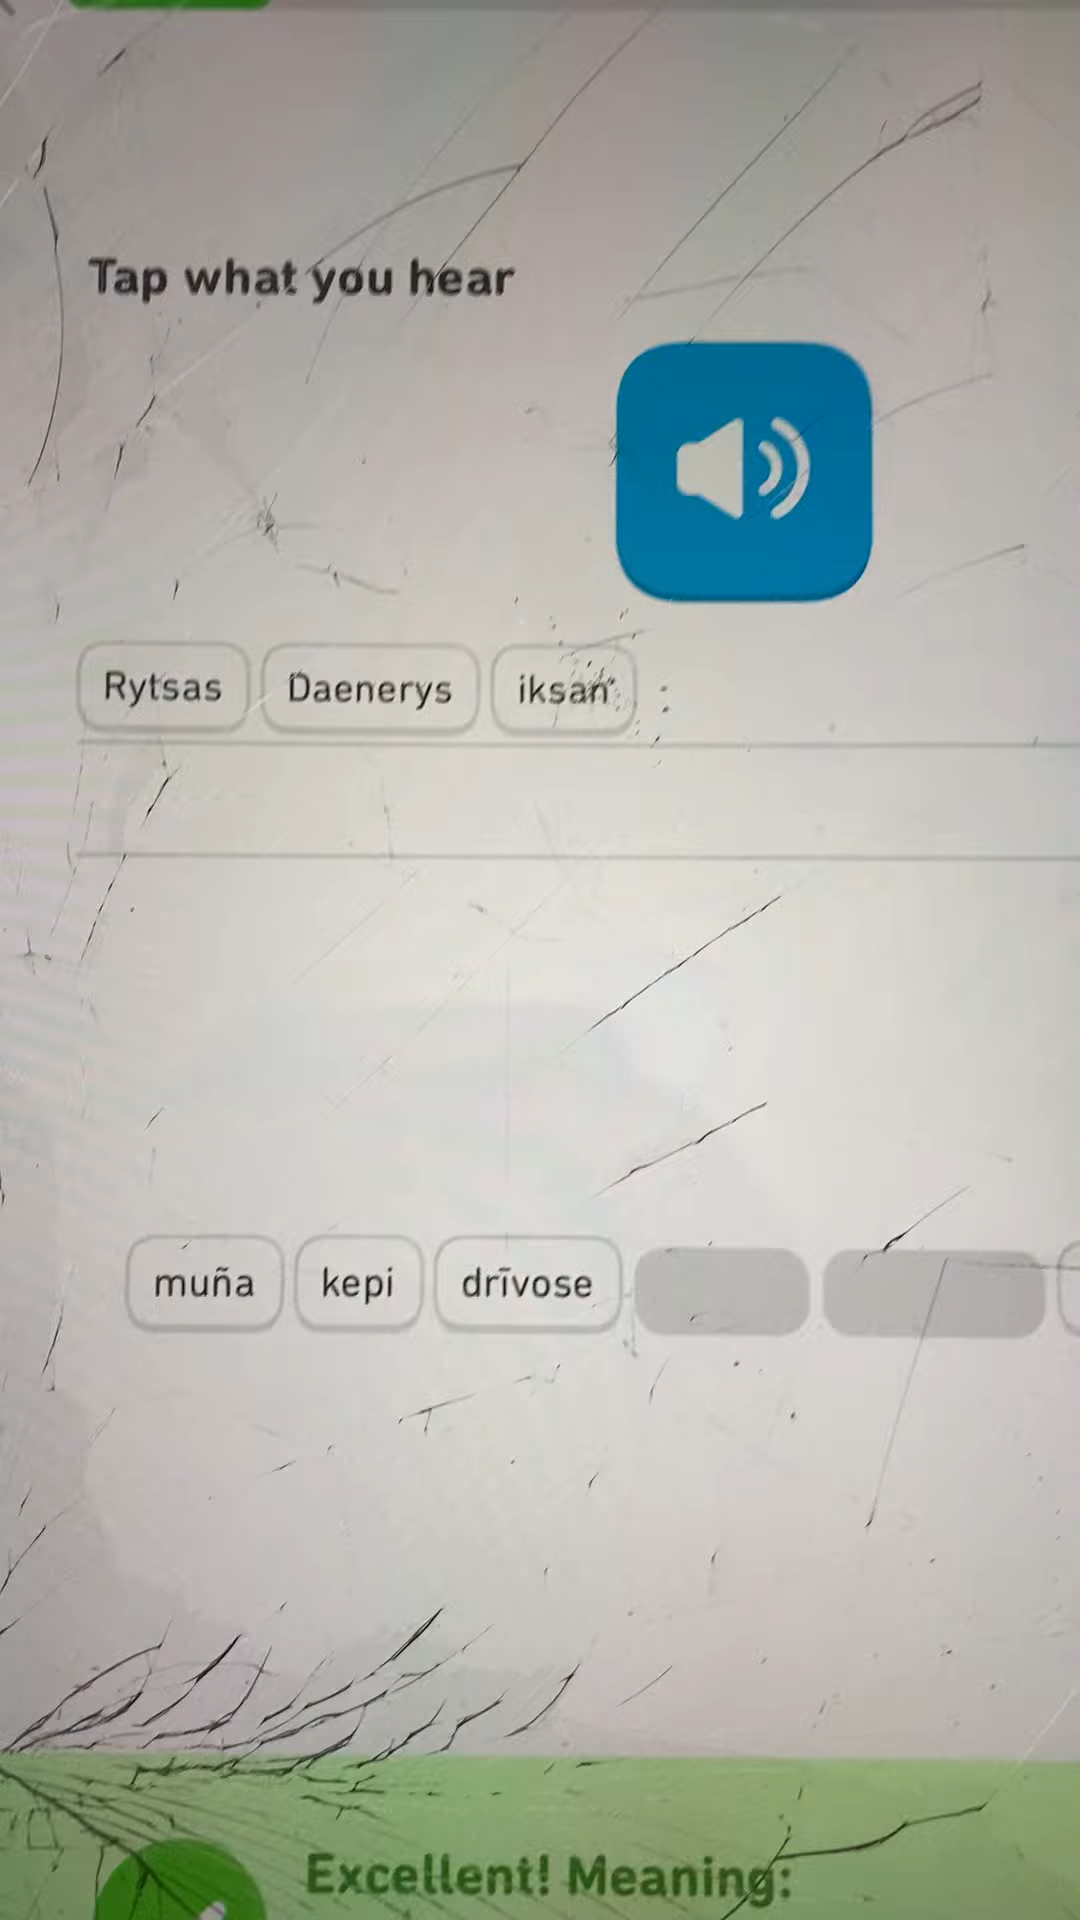 Tap what you hear
Rytsas Daenerys iksan
muña kepi drīvose
Excellent! Meaning: